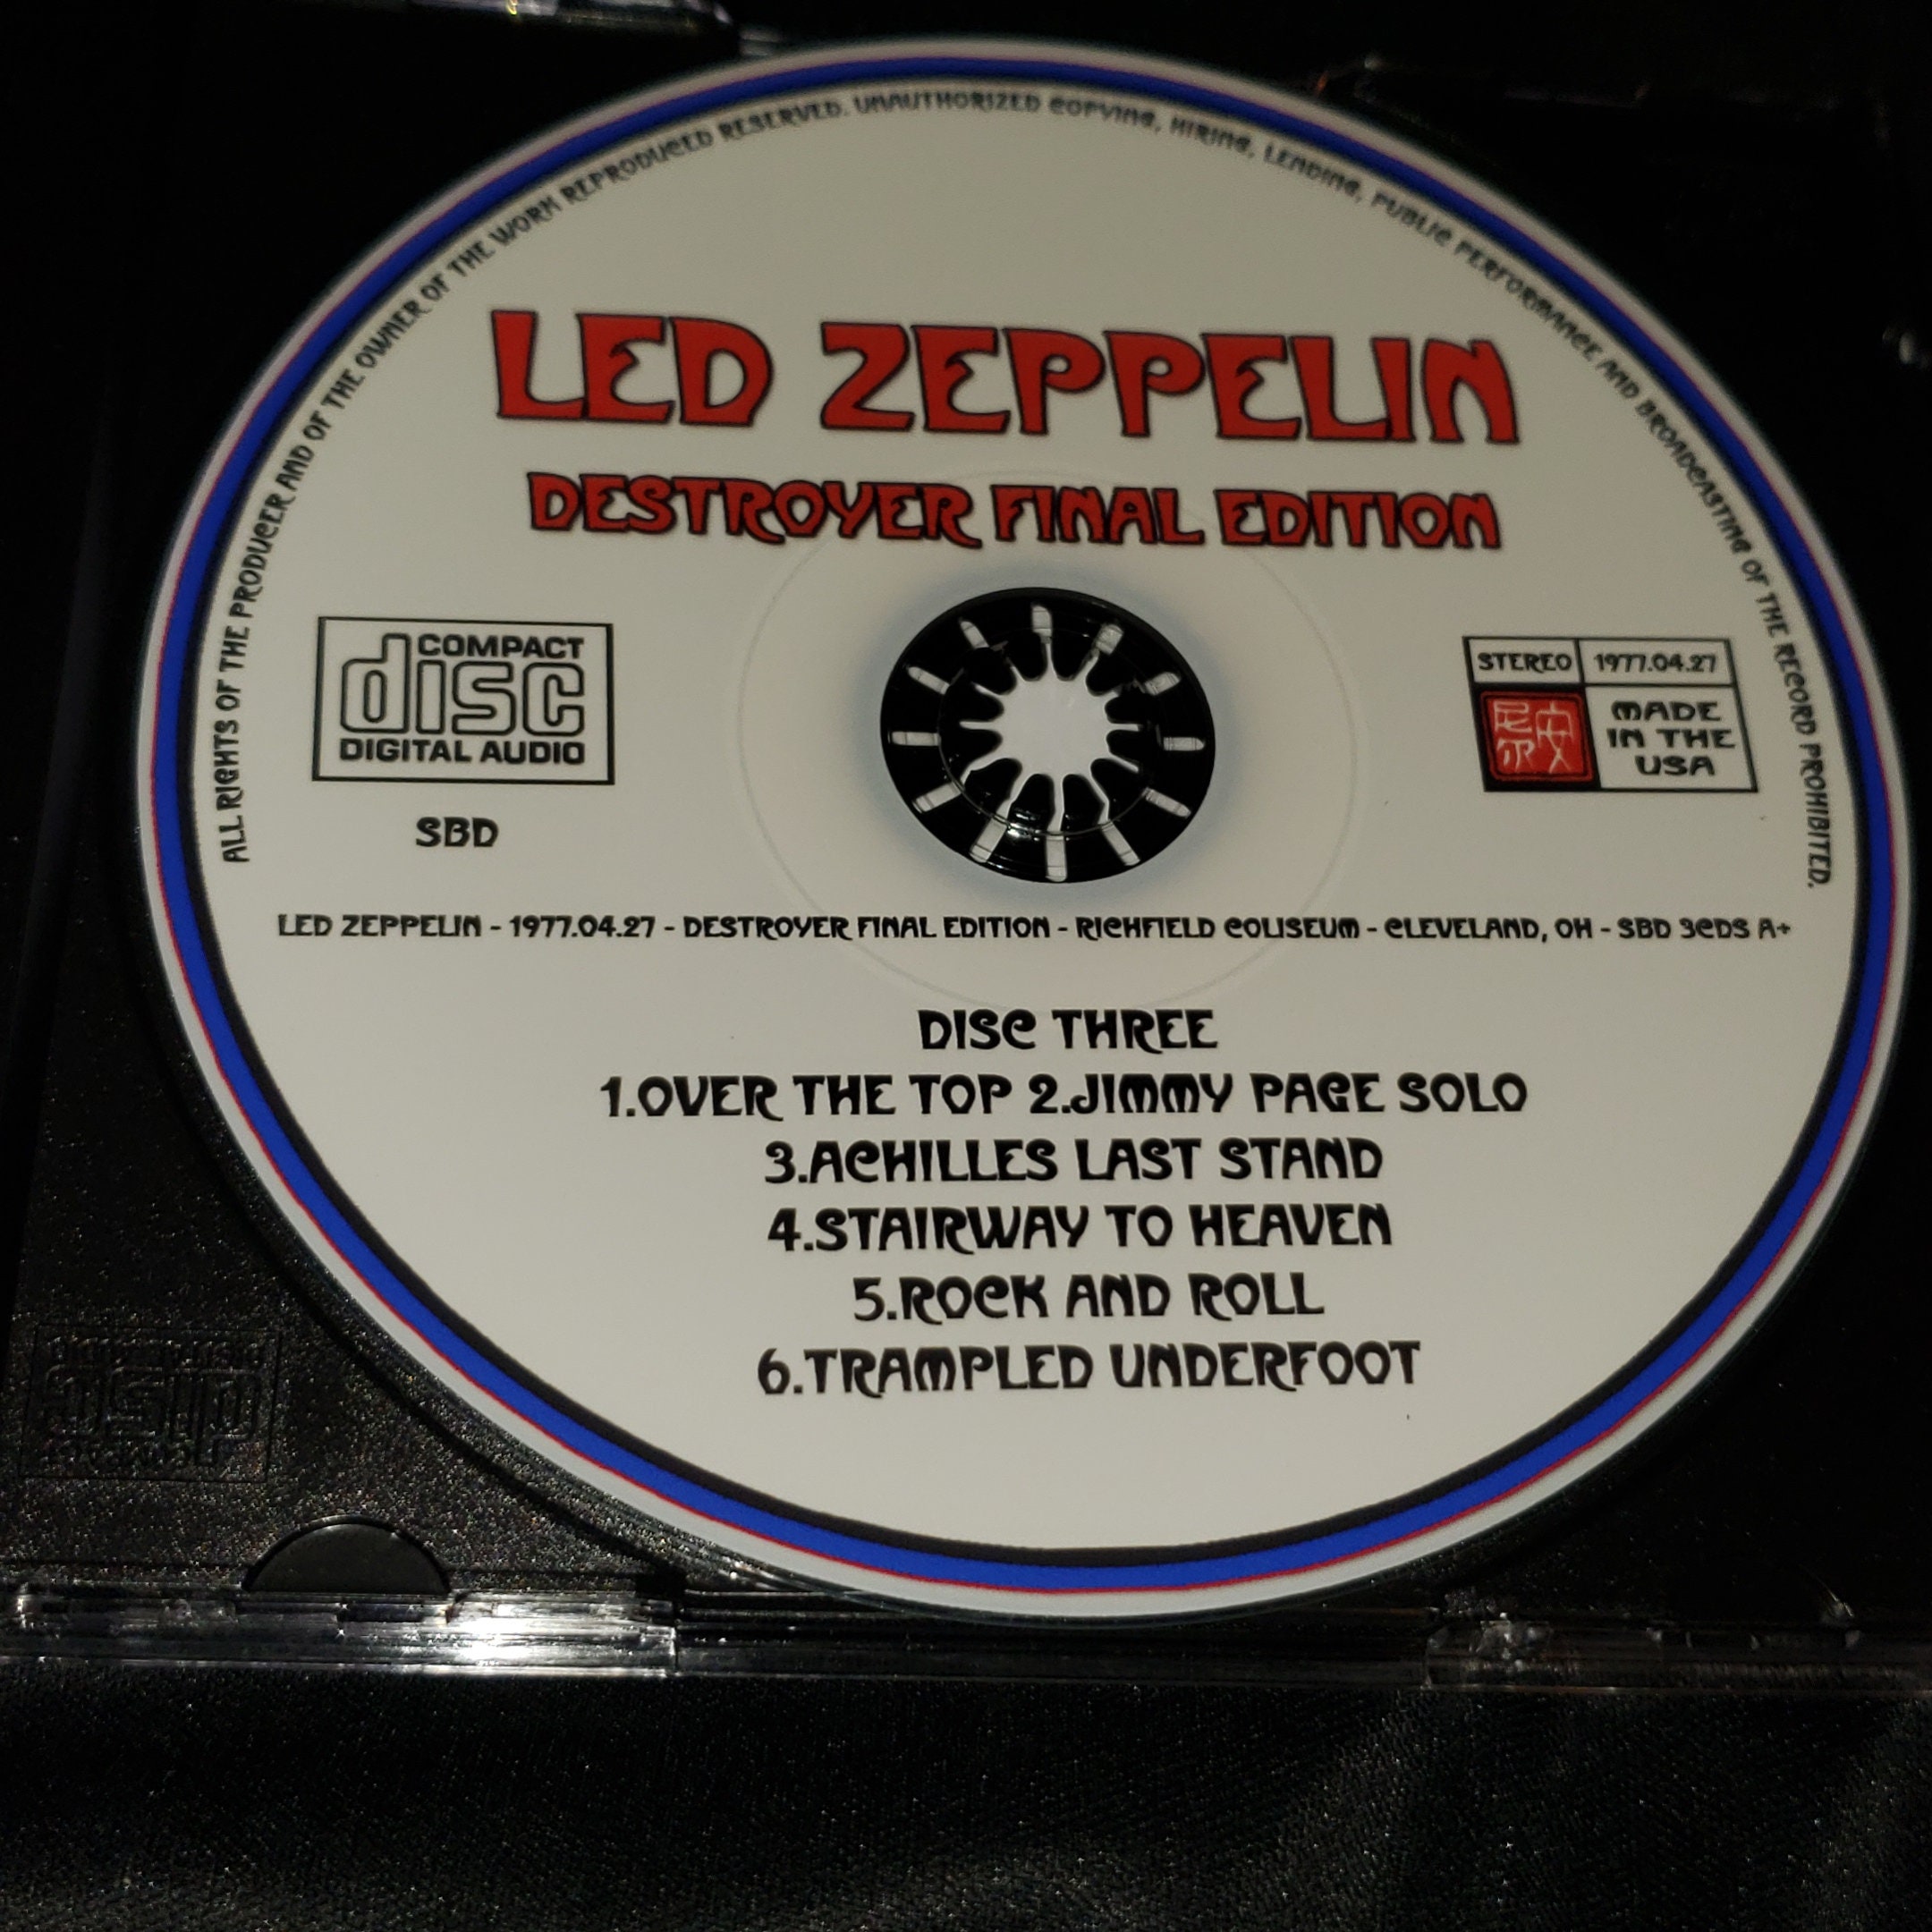 ALL RIGHTS OF THE PRODUCER AND OF THE OWNER OF THE WORK REPRODUCED RESERVED. UNAUTHORIZED COPYING, HIRING, LENDING, PUBLIC PERFORMANCE AND BROADCASTING OF THE RECORD PROHIBITED.
LED ZEPPELIN
DESTROYER FINAL EDITION
COMPACT
disc
DIGITAL AUDIO
SBD
STEREO 1977.04.27
MADE
IN THE
USA
LED ZEPPELIN - 1977.04.27 - DESTROYER FINAL EDITION - RICHFIELD COLISEUM - CLEVELAND, OH - SBD 3CDS A+
DISC THREE
1.OVER THE TOP 2.JIMMY PAGE SOLO
3.ACHILLES LAST STAND
4.STAIRWAY TO HEAVEN
5.ROCK AND ROLL
6.TRAMPLED UNDERFOOT